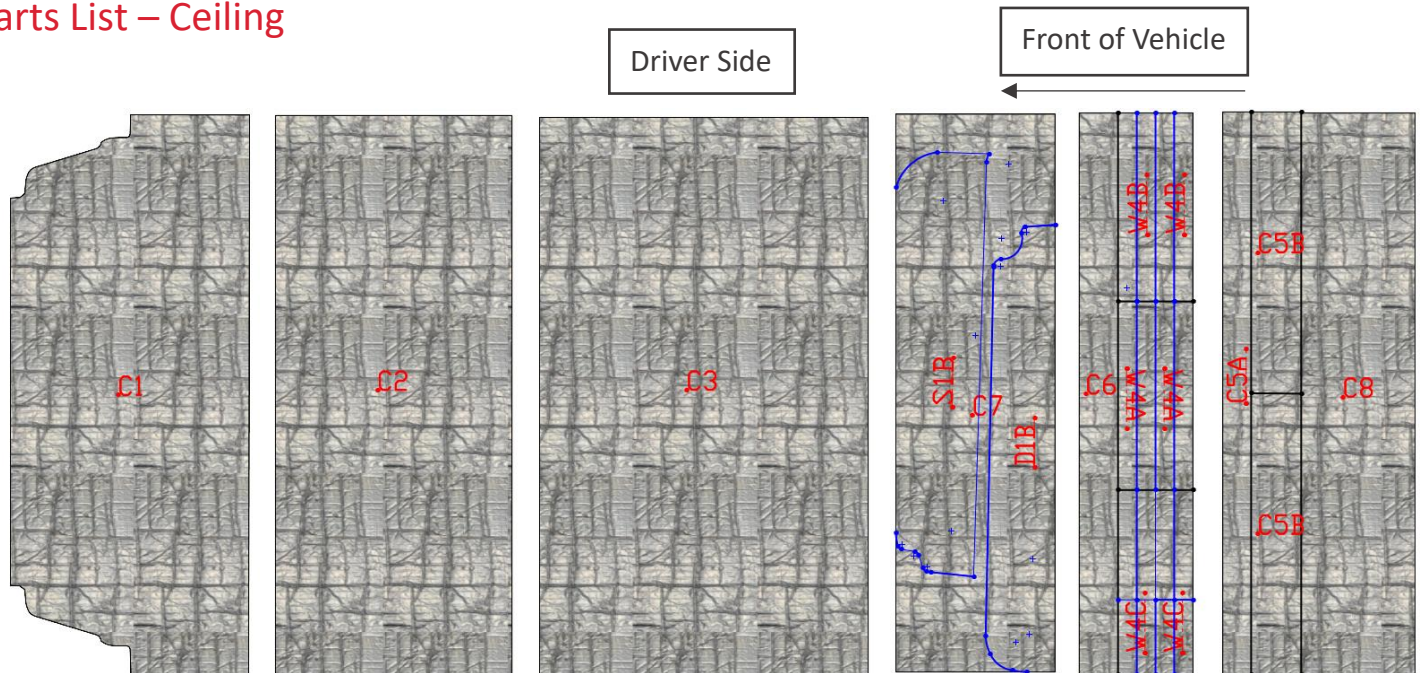 arts List – Ceiling
Driver Side
Front of Vehicle
C1
C2
C3
S1B.
C7
D1B.
C6
W4B.
W4B.
W4A.
W4A.
W4C.
W4C.
C5B
C5A.
C5B
C8